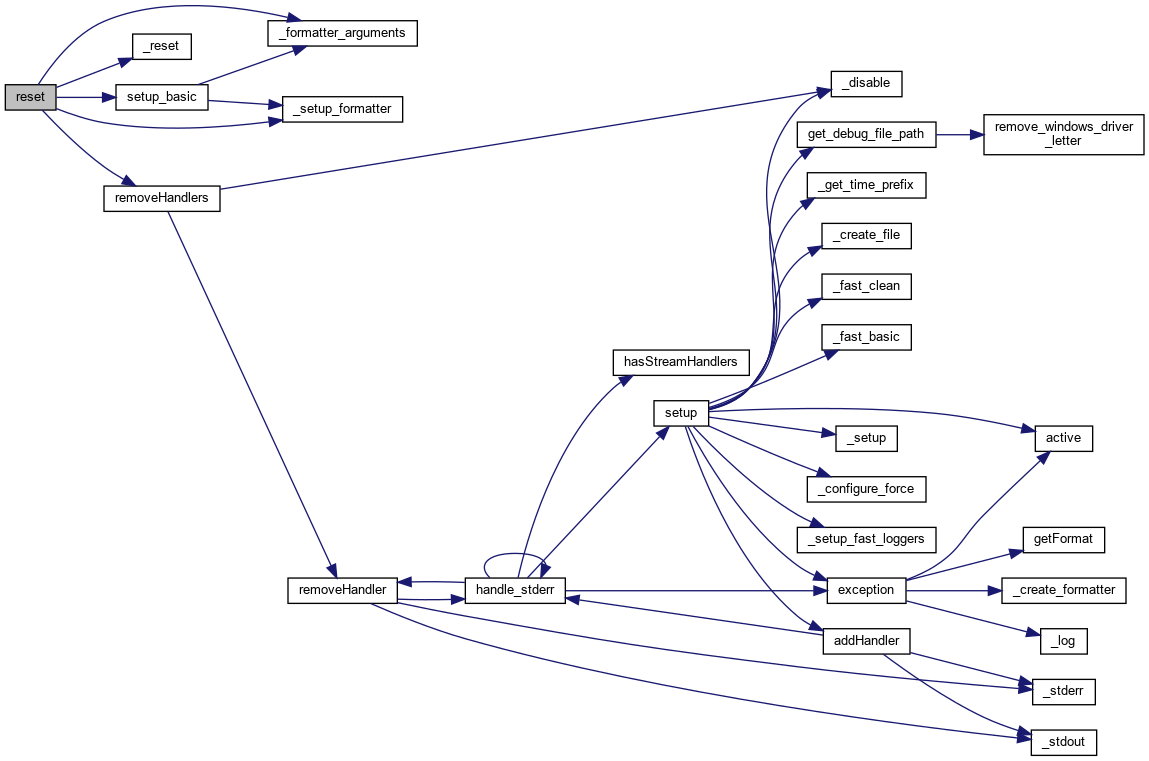 _formatter_arguments
_reset
reset
setup_basic
_setup_formatter
_disable
get_debug_file_path
remove_windows_driver
_letter
removeHandlers
_get_time_prefix
_create_file
_fast_clean
_fast_basic
hasStreamHandlers
setup
_setup
active
_configure_force
_setup_fast_loggers
getFormat
removeHandler
handle_stderr
exception
_create_formatter
addHandler
_log
_stderr
_stdout